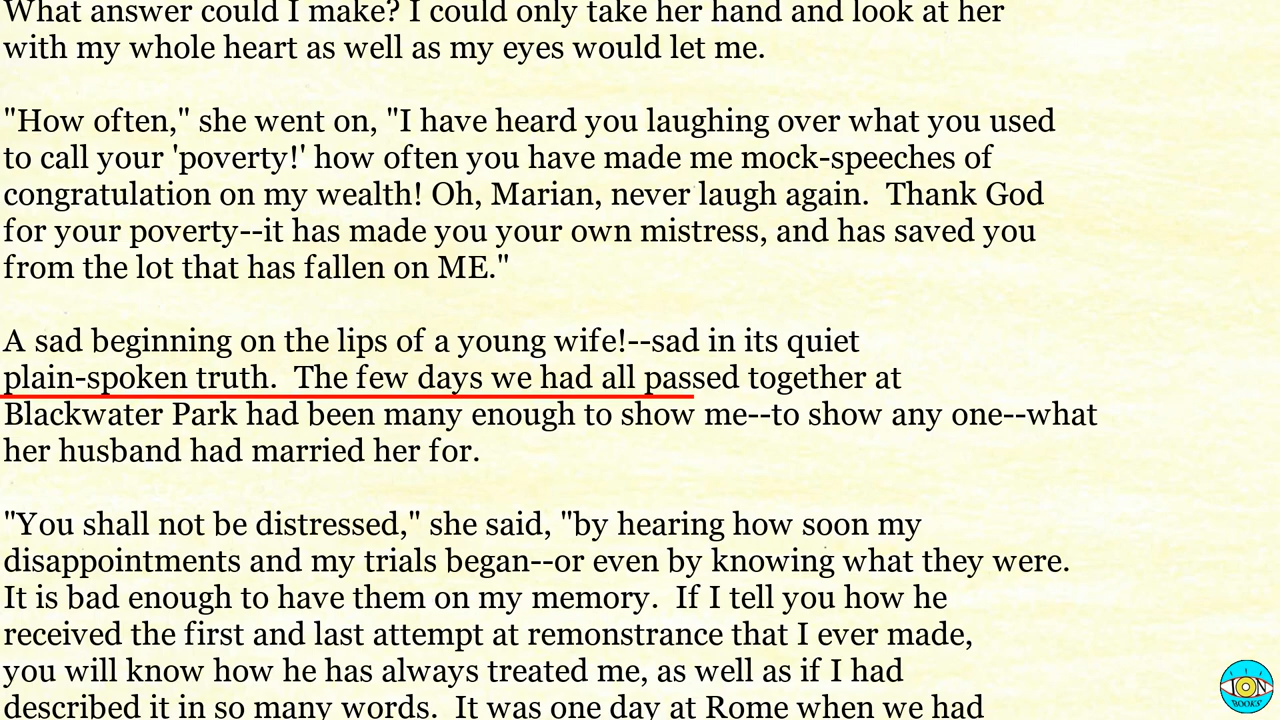 What answer could I make? I could only take her hand and look at her
with my whole heart as well as my eyes would let me.
"How often," she went on, "I have heard you laughing over what you used
to call your 'poverty!' how often you have made me mock-speeches of
congratulation on my wealth! Oh, Marian, never laugh again.  Thank God
for your poverty--it has made you your own mistress, and has saved you
from the lot that has fallen on ME."
A sad beginning on the lips of a young wife!--sad in its quiet
plain-spoken truth.  The few days we had all passed together at
Blackwater Park had been many enough to show me--to show any one--what
her husband had married her for.
"You shall not be distressed," she said, "by hearing how soon my
disappointments and my trials began--or even by knowing what they were.
It is bad enough to have them on my memory.  If I tell you how he
received the first and last attempt at remonstrance that I ever made,
you will know how he has always treated me, as well as if I had
described it in so many words.  It was one day at Rome when we had
ION
BOOKS